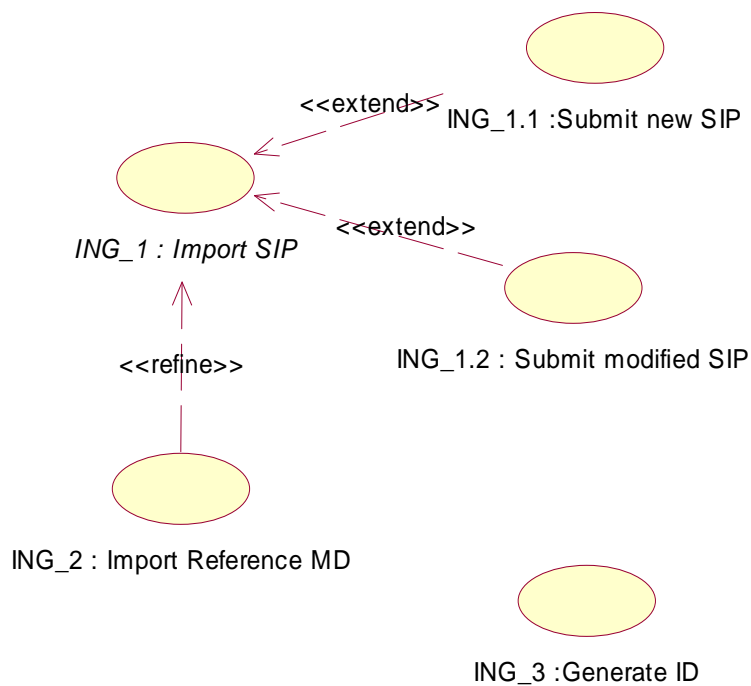 <<extend>>
ING_1.1 :Submit new SIP
ING_1 : Import SIP
<<extend>>
<<refine>>
ING_1.2 : Submit modified SIP
ING_2 : Import Reference MD
ING_3 :Generate ID